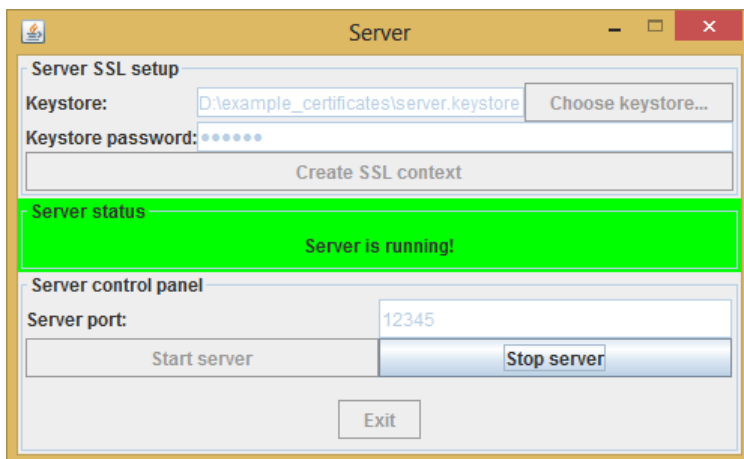 Server
Server SSL setup
Keystore: D:\example_certificates\server.keystore Choose keystore...
Keystore password: ●●●●●●
Create SSL context
Server status
Server is running!
Server control panel
Server port: 12345
Start server Stop server
Exit